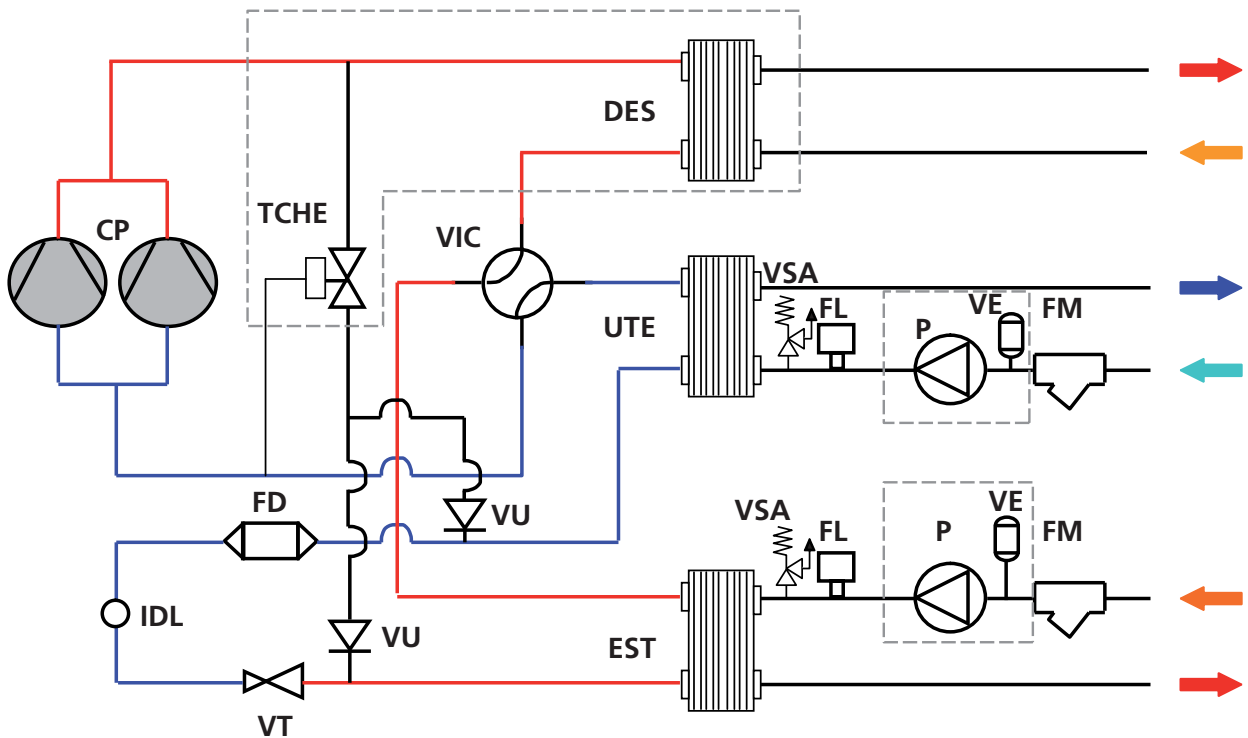 DES
TCHE
CP
VIC
VSA
VE
FM
FL
P
UTE
FD
VU
VSA
FL
P
VE
FM
IDL
VU
EST
VT